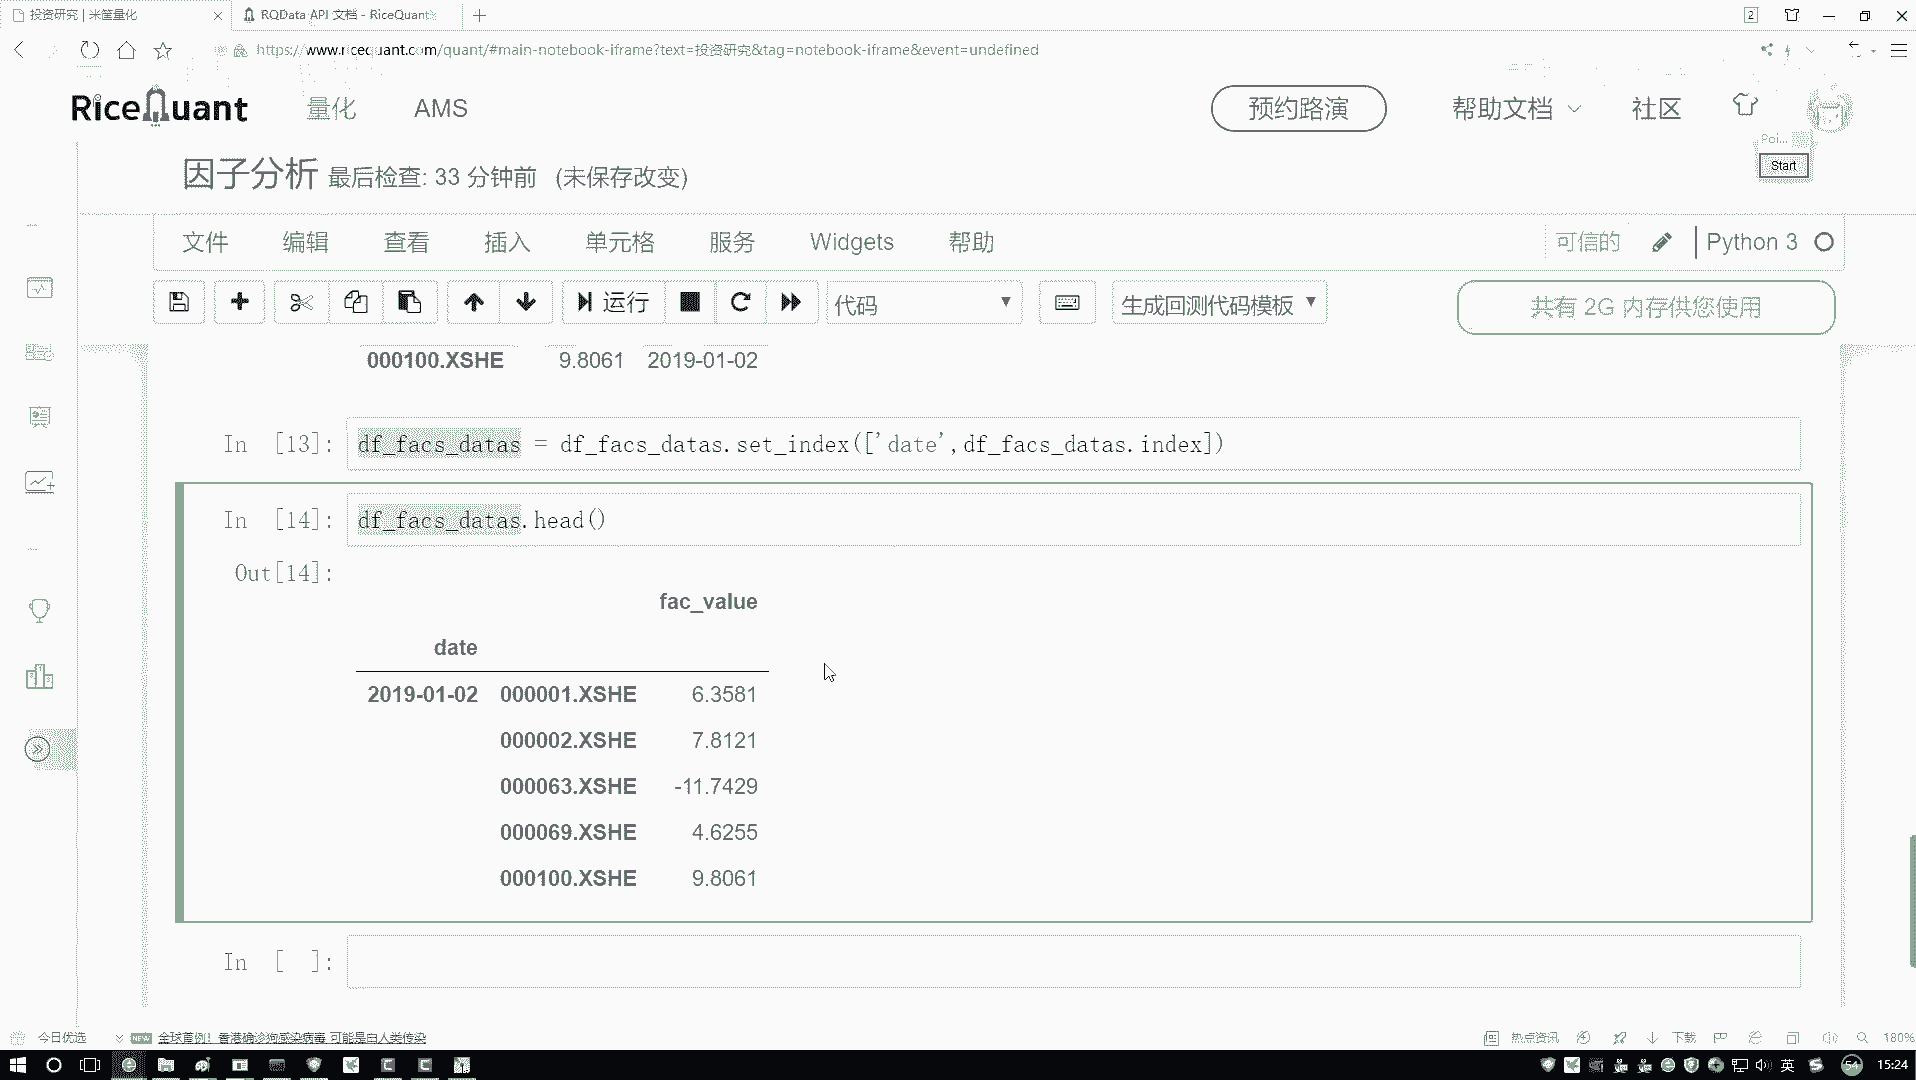 投资研究 | 米筐量化
RQData API 文档 - RiceQuant
2
https://www.ricequant.com/quant/#main-notebook-iframe?text=投资研究&tag=notebook-iframe&event=undefined
RiceQuant
量化
AMS
预约路演
帮助文档
社区
Poi...
Start
因子分析 最后检查: 33 分钟前 (未保存改变)
文件 编辑 查看 插入 单元格 服务 Widgets 帮助
可信的
Python 3
运行
代码
生成回测代码模板
共有 2G 内存供您使用
000100.XSHE 9.8061 2019-01-02
In [13]: df_facs_datas = df_facs_datas.set_index(['date',df_facs_datas.index])
In [14]: df_facs_datas.head()
Out[14]:
fac_value
date
2019-01-02 000001.XSHE 6.3581
000002.XSHE 7.8121
000063.XSHE -11.7429
000069.XSHE 4.6255
000100.XSHE 9.8061
In [ ]:
今日优选
NEW 全球首例！香港确诊狗感染病毒 可能是由人类传染
热点资讯
下载
180%
英
54
15:24